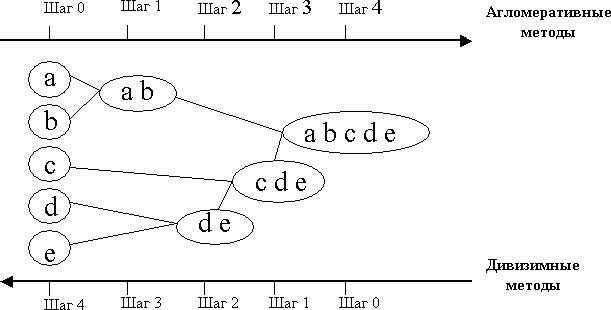 Шаг 0 Шаг 1 Шаг 2 Шаг 3 Шаг 4
Агломеративные
методы
a
a b
b
a b c d e
c
c d e
d
d e
e
Дивизимные
методы
Шаг 4 Шаг 3 Шаг 2 Шаг 1 Шаг 0